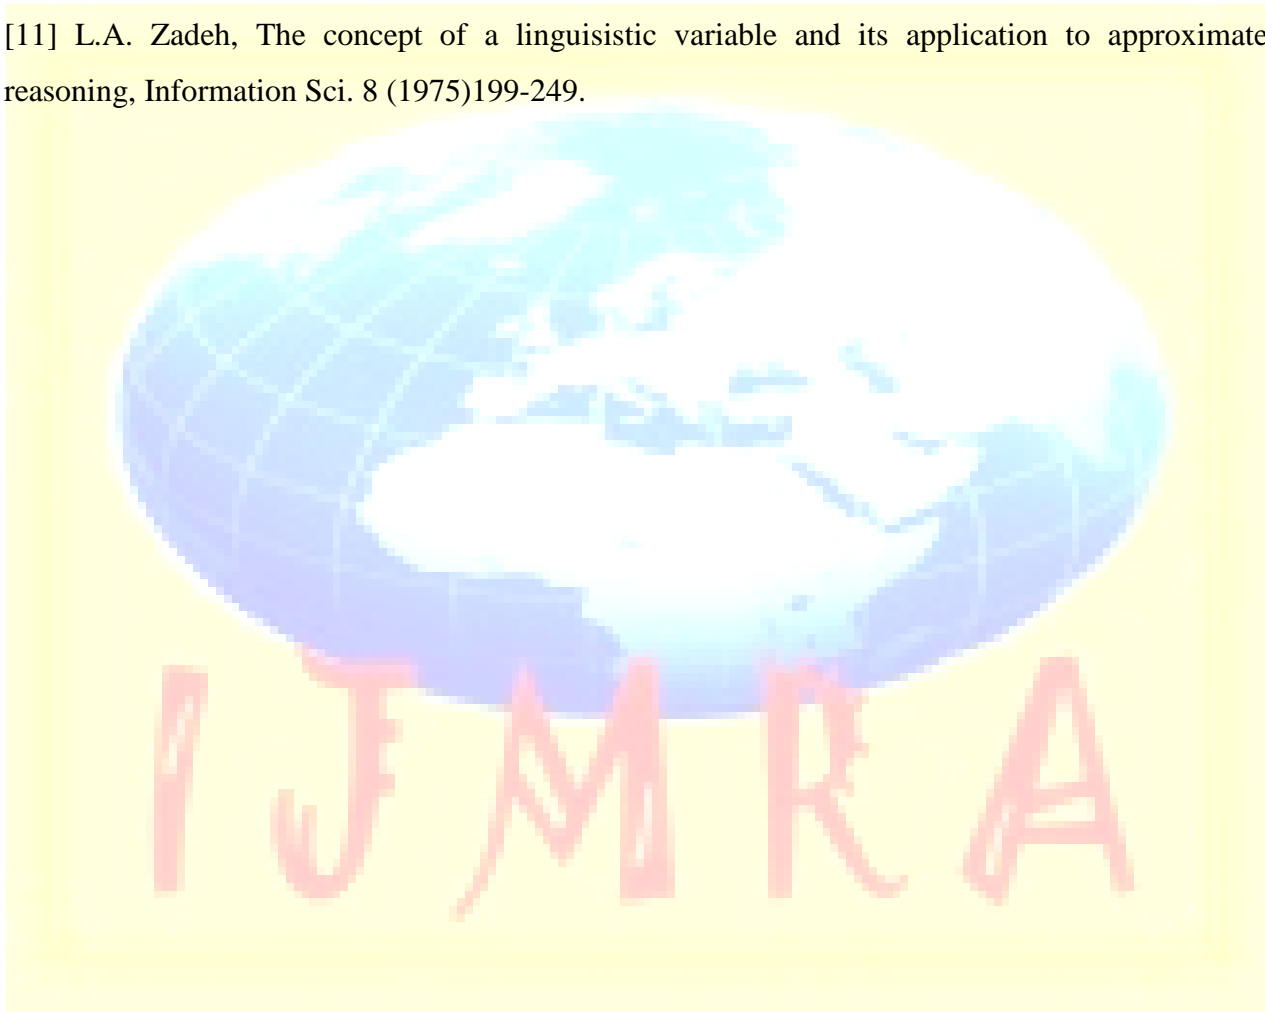 [11] L.A. Zadeh, The concept of a linguisistic variable and its application to approximate
reasoning, Information Sci. 8 (1975)199-249.
IJMRA